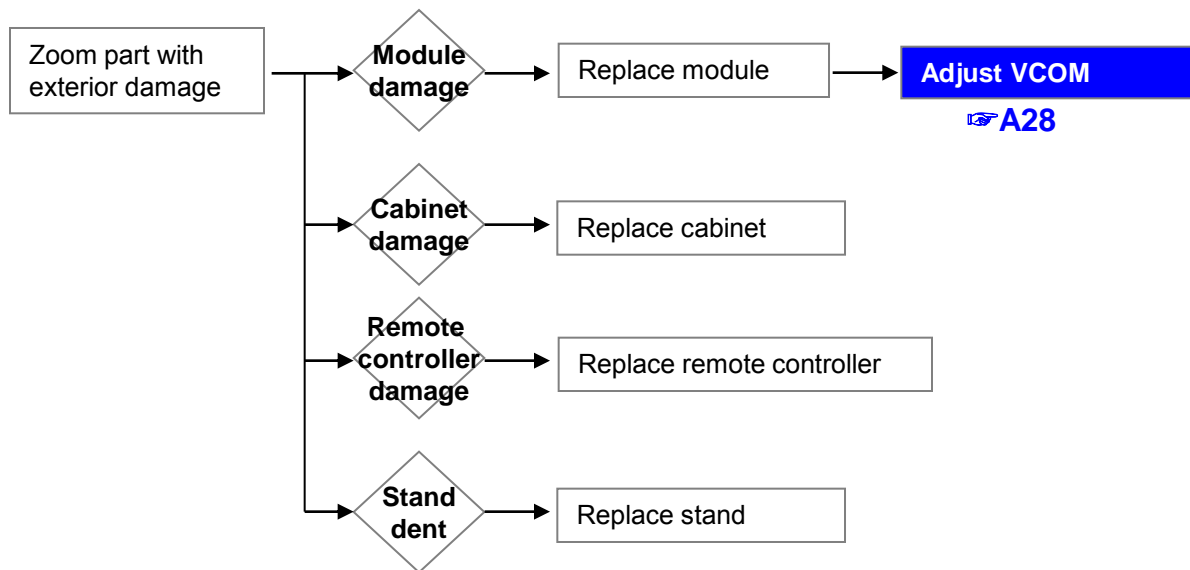 Zoom part with
exterior damage
Module
damage
Replace module
Adjust VCOM
☞A28
Cabinet
damage
Replace cabinet
Remote
controller
damage
Replace remote controller
Stand
dent
Replace stand